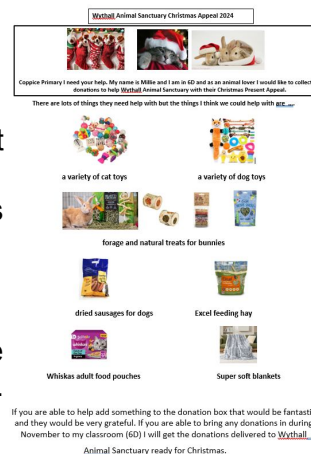 Wythall Animal Sanctuary Christmas Appeal 2024
Coppice Primary I need your help. My name is Millie and I am in 6D and as an animal lover I would like to collect
donations to help Wythall Animal Sanctuary with their Christmas Present Appeal.
There are lots of things they need help with but the things I think we could help with are
a variety of cat toys
a variety of dog toys
forage and natural treats for bunnies
dried sausages for dogs
Excel feeding hay
Whiskas adult food pouches
Super soft blankets
If you are able to help add something to the donation box that would be fantasti
and they would be very grateful. If you are able to bring any donations in during
November to my classroom (6D) I will get the donations delivered to Wythall
Animal Sanctuary ready for Christmas.